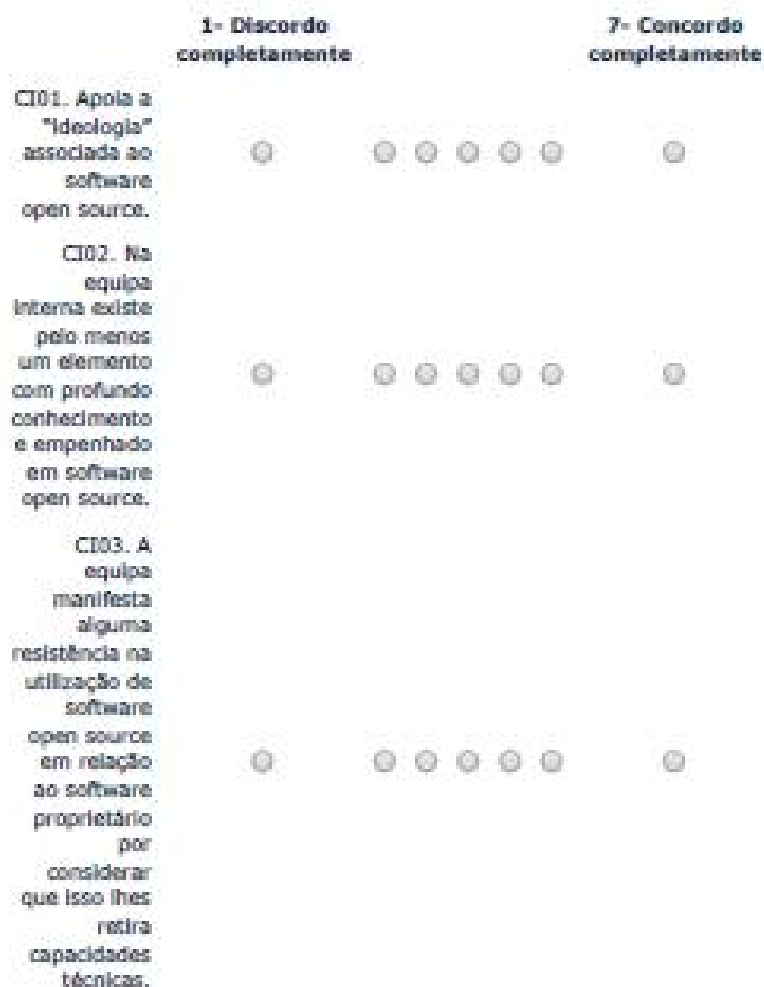 1- Discordo
completamente
7- Concordo
completamente
CI01. Apoia a
"ideologia"
associada ao
software
open source.
CI02. Na
equipa
interna existe
pelo menos
um elemento
com profundo
conhecimento
e empenhado
em software
open source.
CI03. A
equipa
manifesta
alguma
resistência na
utilização de
software
open source
em relação
ao software
proprietário
por
considerar
que isso lhes
retira
capacidades
técnicas.